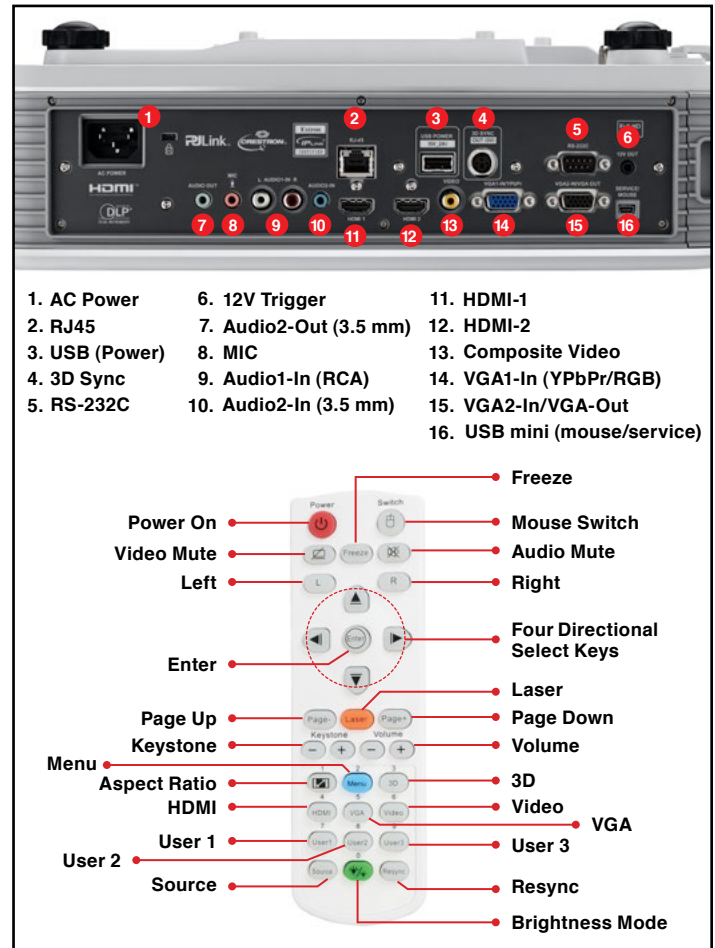 1
2
3
4
5
6
PJLink
CRESTRON
Extron
IPLink
RJ-45
USB POWER
3D SYNC
RS-232C
12V OUT
AC POWER
MIC
L AUDIO1-IN R
AUDIO OUT
AUDIO2-IN
VIDEO
VGA1-IN/YPbPr
VGA2-IN/VGA OUT
SERVICE/
MOUSE
HDMI
HDMI 1
HDMI 2
DLP
7
8
9
10
11
12
13
14
15
16
1. AC Power
2. RJ45
3. USB (Power)
4. 3D Sync
5. RS-232C
6. 12V Trigger
7. Audio2-Out (3.5 mm)
8. MIC
9. Audio1-In (RCA)
10. Audio2-In (3.5 mm)
11. HDMI-1
12. HDMI-2
13. Composite Video
14. VGA1-In (YPbPr/RGB)
15. VGA2-In/VGA-Out
16. USB mini (mouse/service)
Freeze
Power
Switch
Power On
Mouse Switch
Video Mute
Freeze
Audio Mute
Left
L
R
Right
Enter
Four Directional
Select Keys
Enter
Laser
Page Up
Page-
Laser
Page+
Page Down
Keystone
Keystone
Volume
Volume
− + − +
Menu
1 2 3
Aspect Ratio
Menu
3D
3D
4 5 6
HDMI
HDMI
VGA
Video
Video
VGA
7 8 9
User 1
User1
User2
User3
User 3
User 2
0
Source
Source
Resync
Resync
Brightness Mode